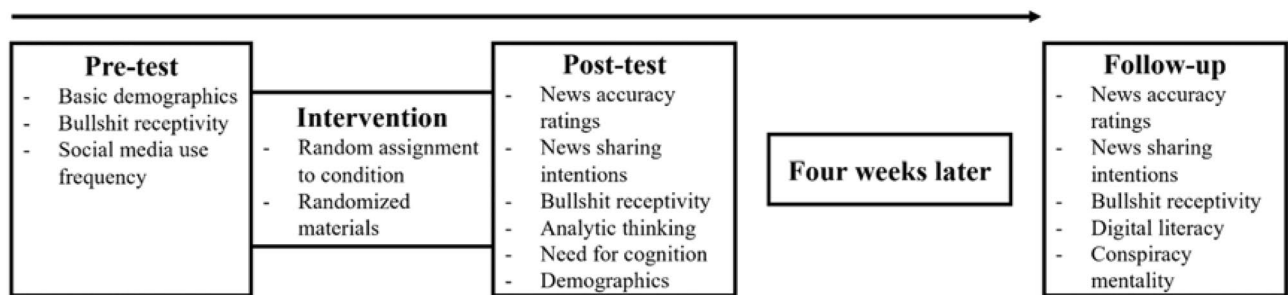 Pre-test
- Basic demographics
- Bullshit receptivity
- Social media use
frequency
Intervention
- Random assignment
to condition
- Randomized
materials
Post-test
- News accuracy
ratings
- News sharing
intentions
- Bullshit receptivity
- Analytic thinking
- Need for cognition
- Demographics
Four weeks later
Follow-up
- News accuracy
ratings
- News sharing
intentions
- Bullshit receptivity
- Digital literacy
- Conspiracy
mentality